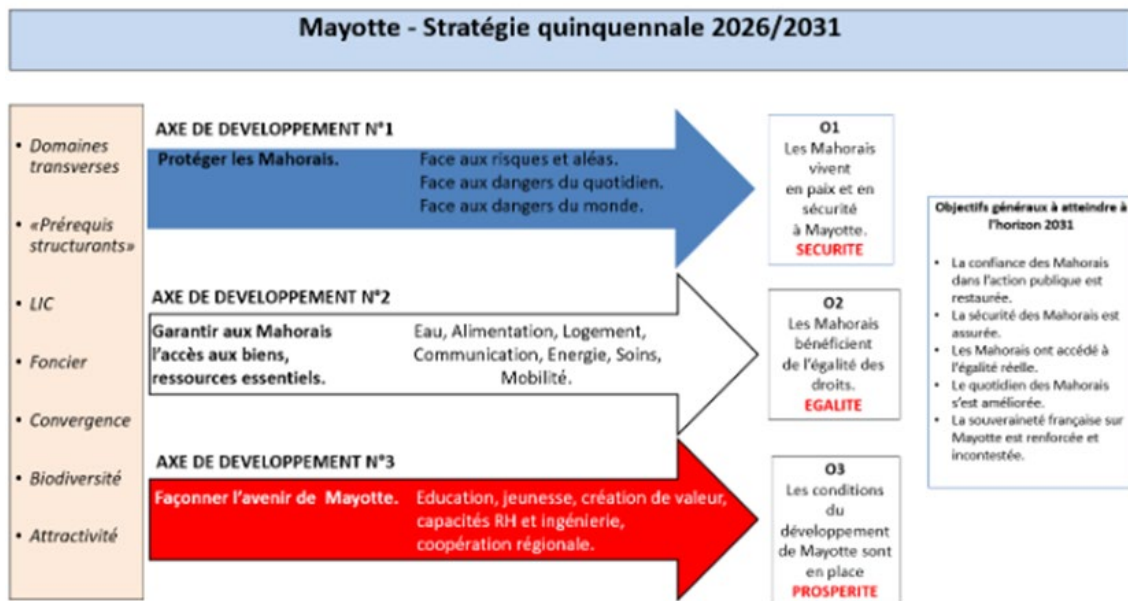 Mayotte - Stratégie quinquennale 2026/2031
• Domaines
transverses
• «Prérequis
structurants»
• LIC
• Foncier
• Convergence
• Biodiversité
• Attractivité
AXE DE DEVELOPPEMENT N°1
Protéger les Mahorais. Face aux risques et aléas.
Face aux dangers du quotidien.
Face aux dangers du monde.
O1
Les Mahorais
vivent
en paix et en
sécurité
à Mayotte.
SECURITE
AXE DE DEVELOPPEMENT N°2
Garantir aux Mahorais Eau, Alimentation, Logement,
l'accès aux biens, Communication, Energie, Soins,
ressources essentiels. Mobilité.
O2
Les Mahorais
bénéficient
de l'égalité des
droits.
EGALITE
AXE DE DEVELOPPEMENT N°3
Façonner l'avenir de Mayotte. Education, jeunesse, création de valeur,
capacités RH et ingénierie,
coopération régionale.
O3
Les conditions
du
développement
de Mayotte sont
en place
PROSPERITE
Objectifs généraux à atteindre à
l'horizon 2031
• La confiance des Mahorais
dans l'action publique est
restaurée.
• La sécurité des Mahorais est
assurée.
• Les Mahorais ont accédé à
l'égalité réelle.
• Le quotidien des Mahorais
s'est améliorée.
• La souveraineté française sur
Mayotte est renforcée et
incontestée.